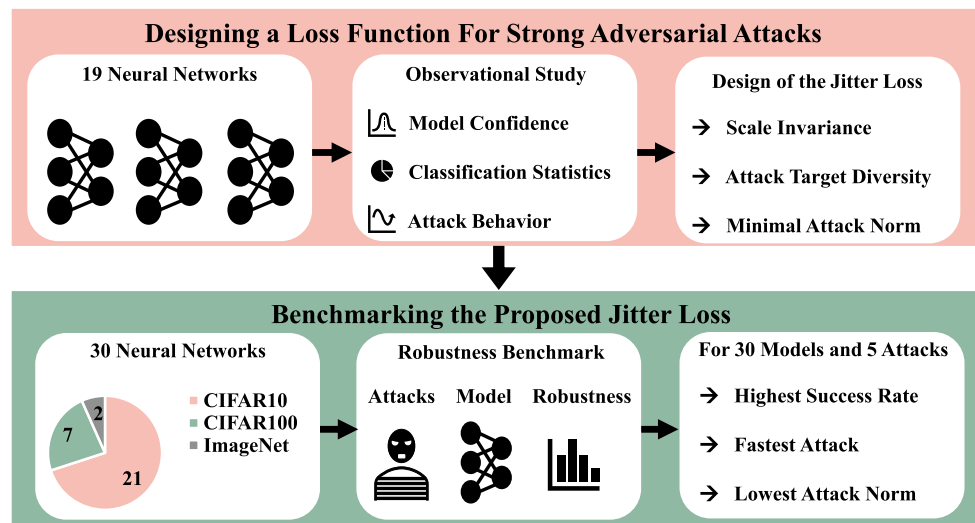 Designing a Loss Function For Strong Adversarial Attacks
19 Neural Networks
Observational Study
Model Confidence
Classification Statistics
Attack Behavior
Design of the Jitter Loss
Scale Invariance
Attack Target Diversity
Minimal Attack Norm
Benchmarking the Proposed Jitter Loss
30 Neural Networks
2
7
21
CIFAR10
CIFAR100
ImageNet
Robustness Benchmark
Attacks Model Robustness
For 30 Models and 5 Attacks
Highest Success Rate
Fastest Attack
Lowest Attack Norm